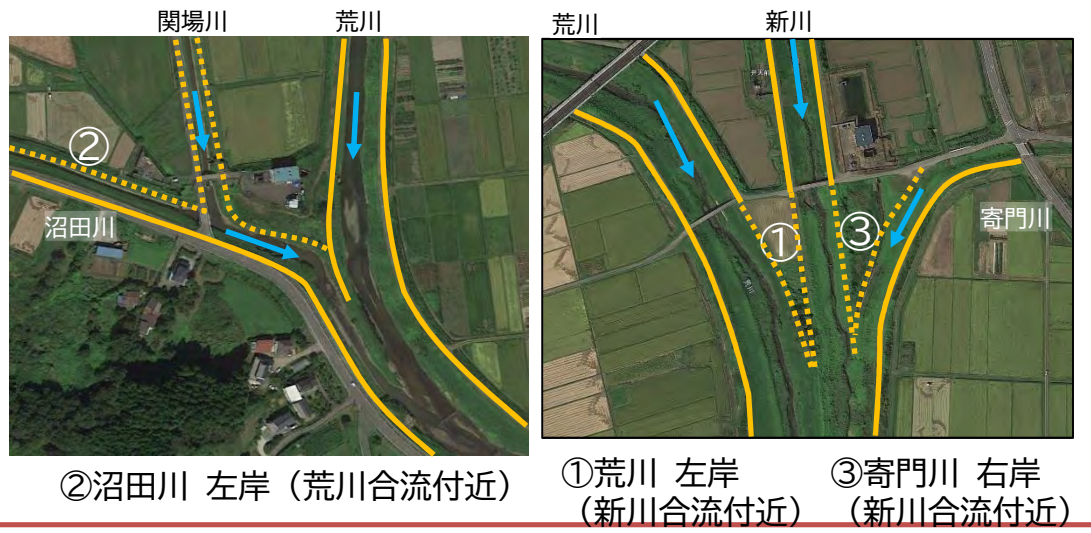 関場川
荒川
②
沼田川
②沼田川 左岸（荒川合流付近）
荒川
新川
①
③
寄門川
荒川
①荒川 左岸
（新川合流付近）
③寄門川 右岸
（新川合流付近）